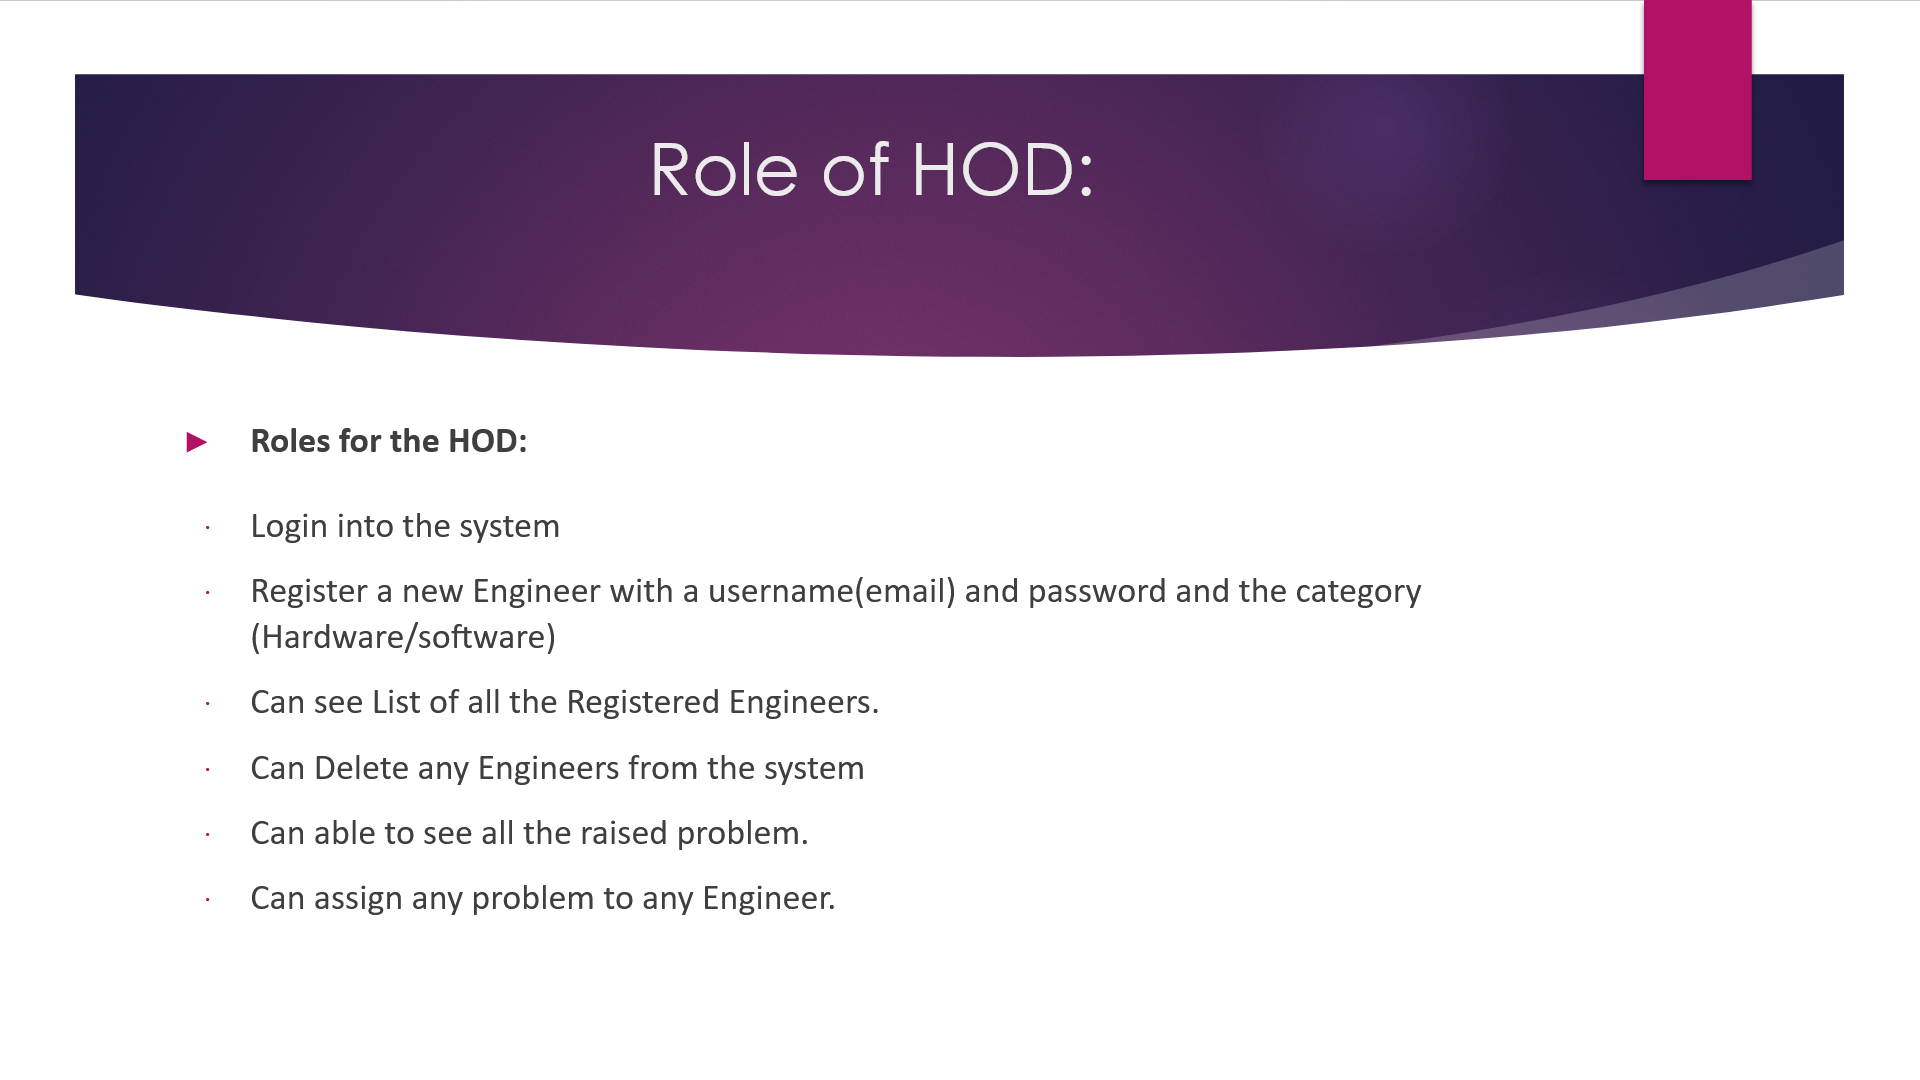 Role of HOD:
Roles for the HOD:
Login into the system
Register a new Engineer with a username(email) and password and the category
(Hardware/software)
Can see List of all the Registered Engineers.
Can Delete any Engineers from the system
Can able to see all the raised problem.
Can assign any problem to any Engineer.